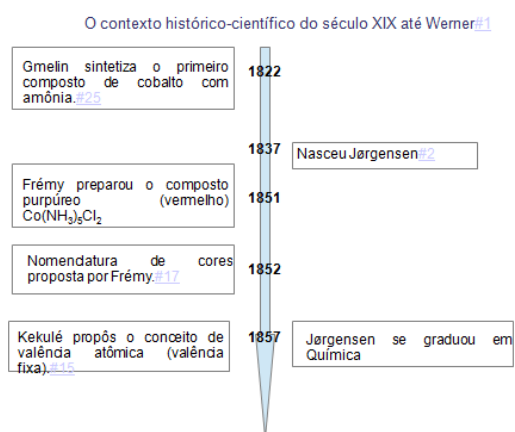 O contexto histórico-científico do século XIX até Werner#1
Gmelin sintetiza o primeiro
composto de cobalto com
amônia.#25
1822
1837
Nasceu Jørgensen#2
Frémy preparou o composto
purpúreo (vermelho)
Co(NH3)5Cl2
1851
Nomenclatura de cores
proposta por Frémy.#17
1852
Kekulé propôs o conceito de
valência atômica (valência
fixa).#15
1857
Jørgensen se graduou em
Química